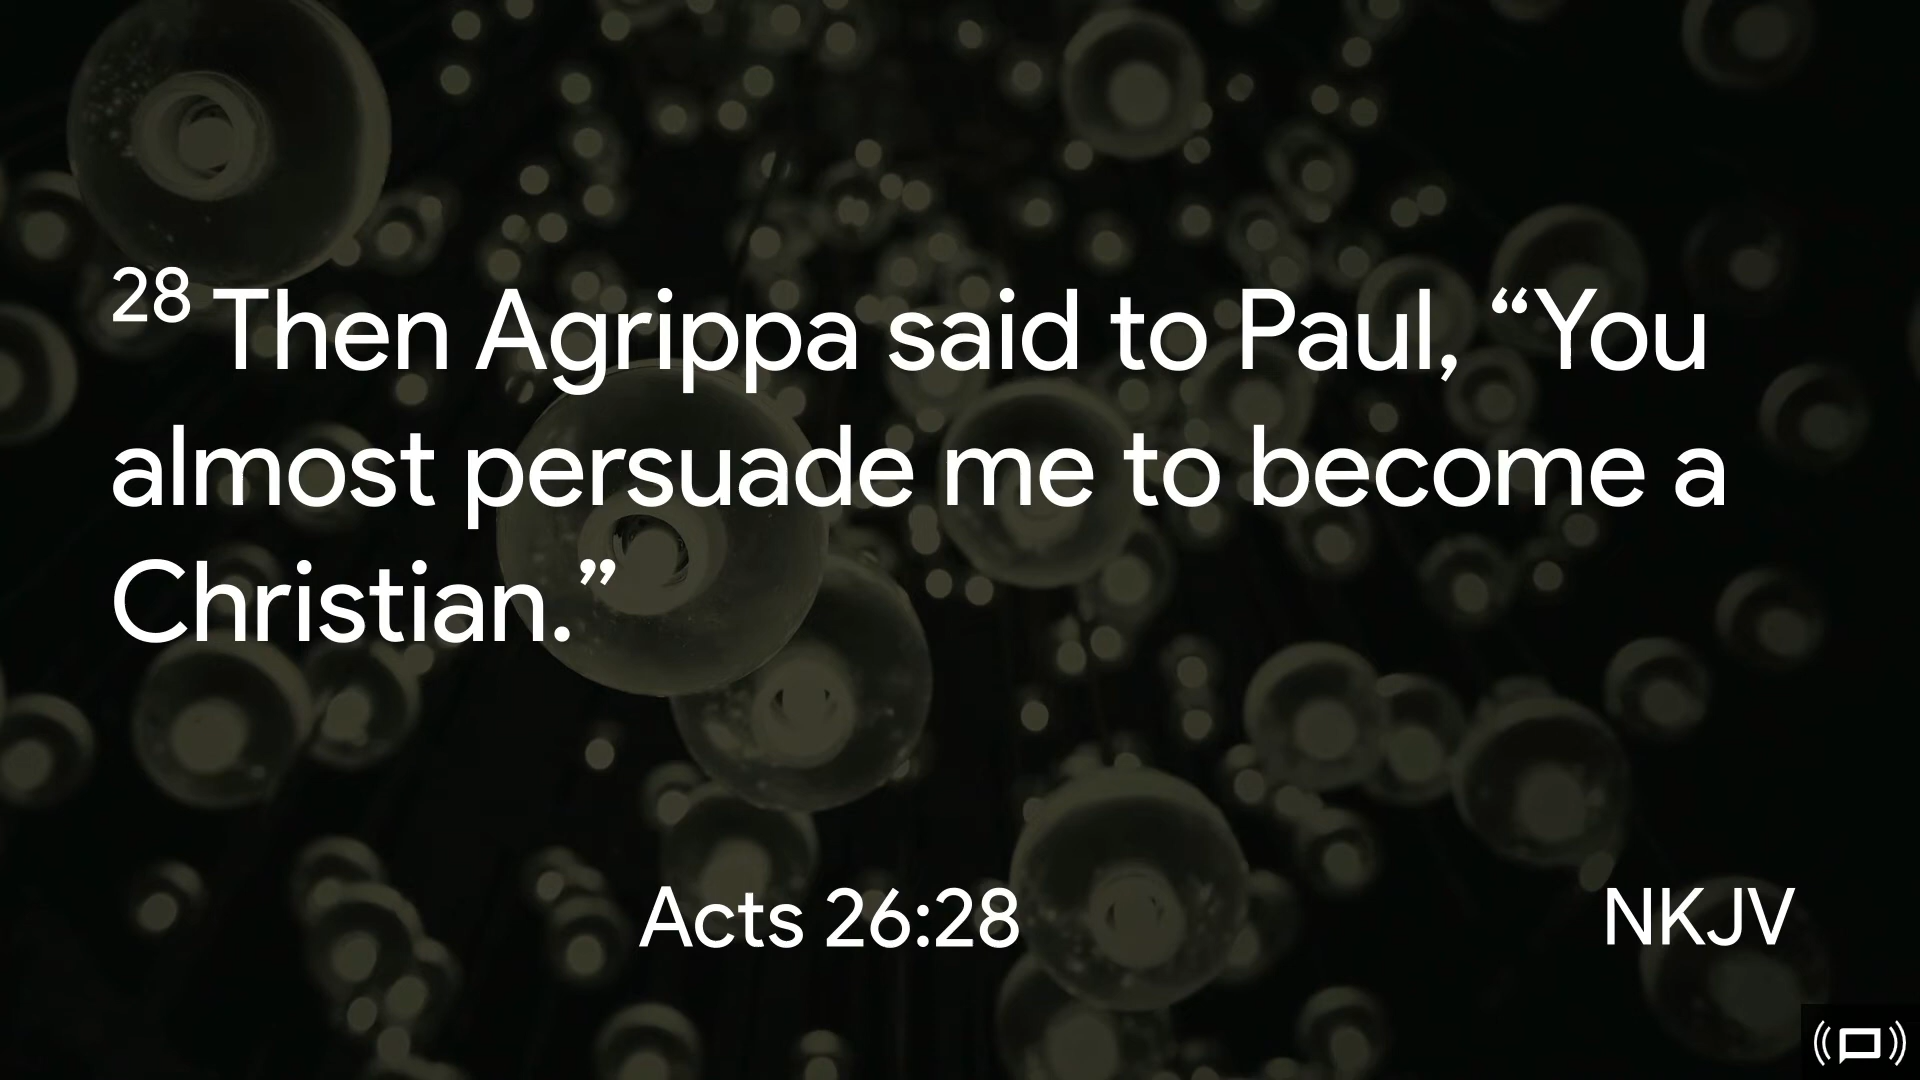 28 Then Agrippa said to Paul, “You
almost persuade me to become a
Christian.”
Acts 26:28
NKJV